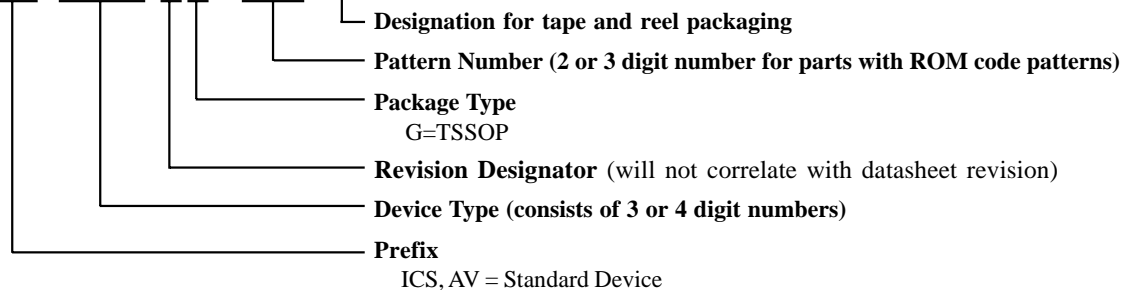 Designation for tape and reel packaging
Pattern Number (2 or 3 digit number for parts with ROM code patterns)
Package Type
G=TSSOP
Revision Designator (will not correlate with datasheet revision)
Device Type (consists of 3 or 4 digit numbers)
Prefix
ICS, AV = Standard Device